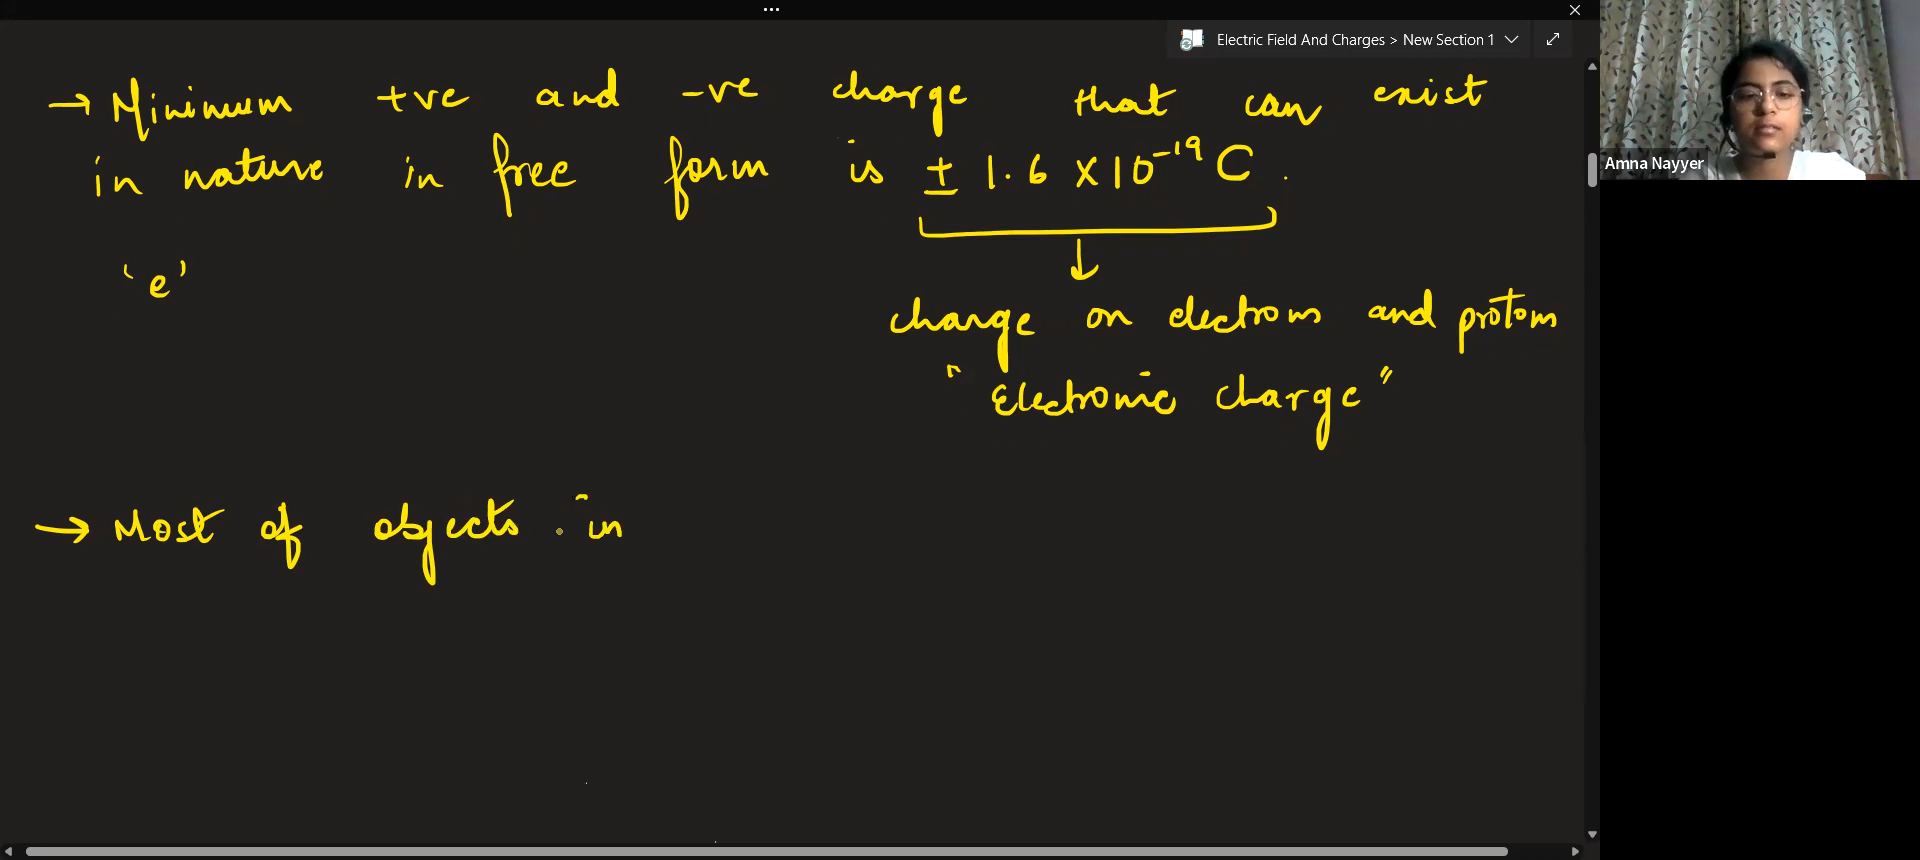 Electric Field And Charges > New Section 1
→ Minimum +ve and -ve charge that can exist
in nature in free form is ± 1.6 × 10⁻¹⁹ C.
'e'
charge on electrons and protons
"Electronic charge"
→ Most of objects in
Amna Nayyer